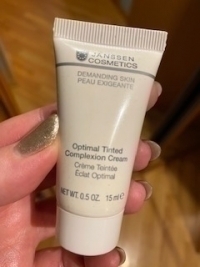 JANSSEN
COSMETICS
DEMANDING SKIN
PEAU EXIGEANTE
Optimal Tinted
Complexion Cream
Crème Teintée
Éclat Optimal
NET WT. 0.5 OZ. 15 ml ℮